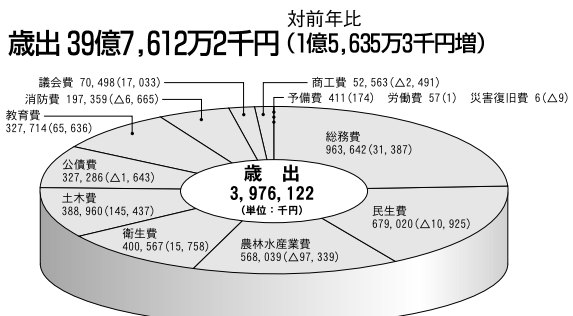 対前年比
歳出 39億7,612万2千円 (1億5,635万3千円増)
議会費 70,498(17,033)
商工費 52,563(△2,491)
消防費 197,359(△6,665)
予備費 411(174) 労働費 57(1) 災害復旧費 6(△9)
教育費
327,714(65,636)
総務費
963,642(31,387)
公債費
327,286(△1,643)
歳 出
3,976,122
(単位:千円)
土木費
388,960(145,437)
民生費
679,020(△10,925)
衛生費
400,567(15,758)
農林水産業費
568,039(△97,339)